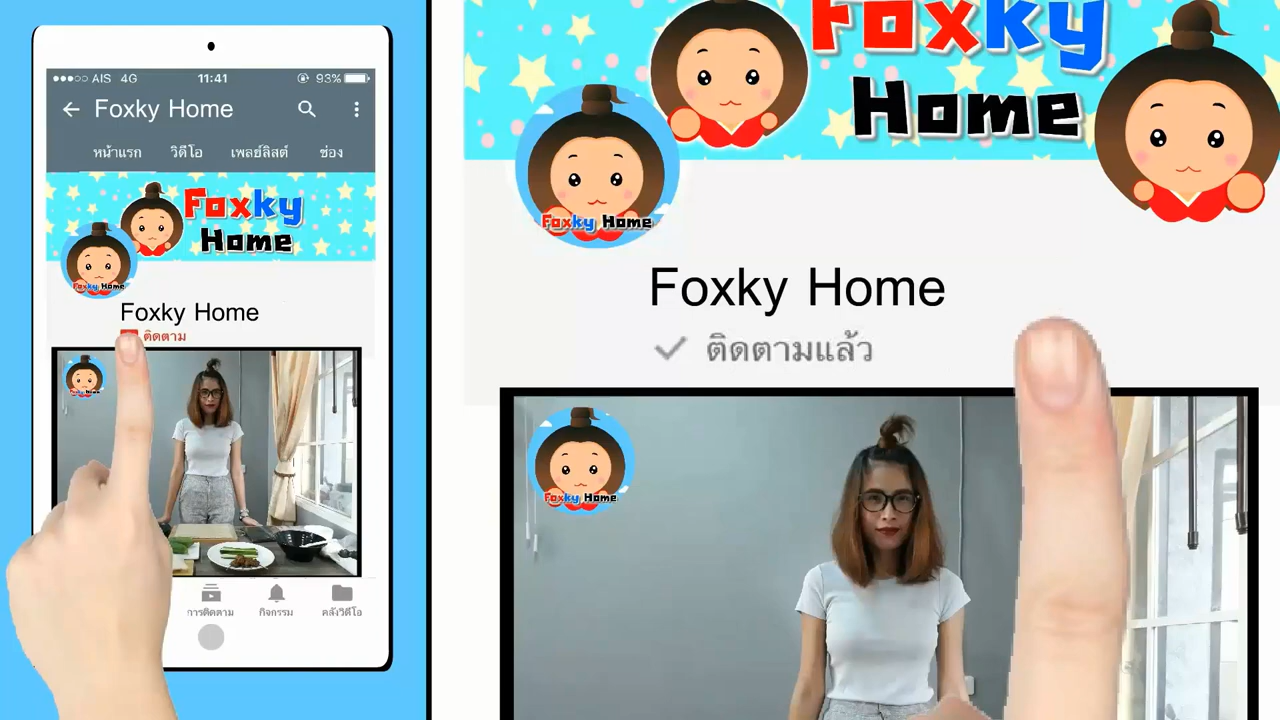 AIS 4G 11:41 93%
Foxky Home
หน้าแรก วิดีโอ เพลย์ลิสต์ ช่อง
Foxky
Home
Foxky Home
Foxky Home
ติดตาม
Foxky Home
การติดตาม กิจกรรม คลังวิดีโอ
Foxky
Home
Foxky Home
Foxky Home
ติดตามแล้ว
Foxky Home